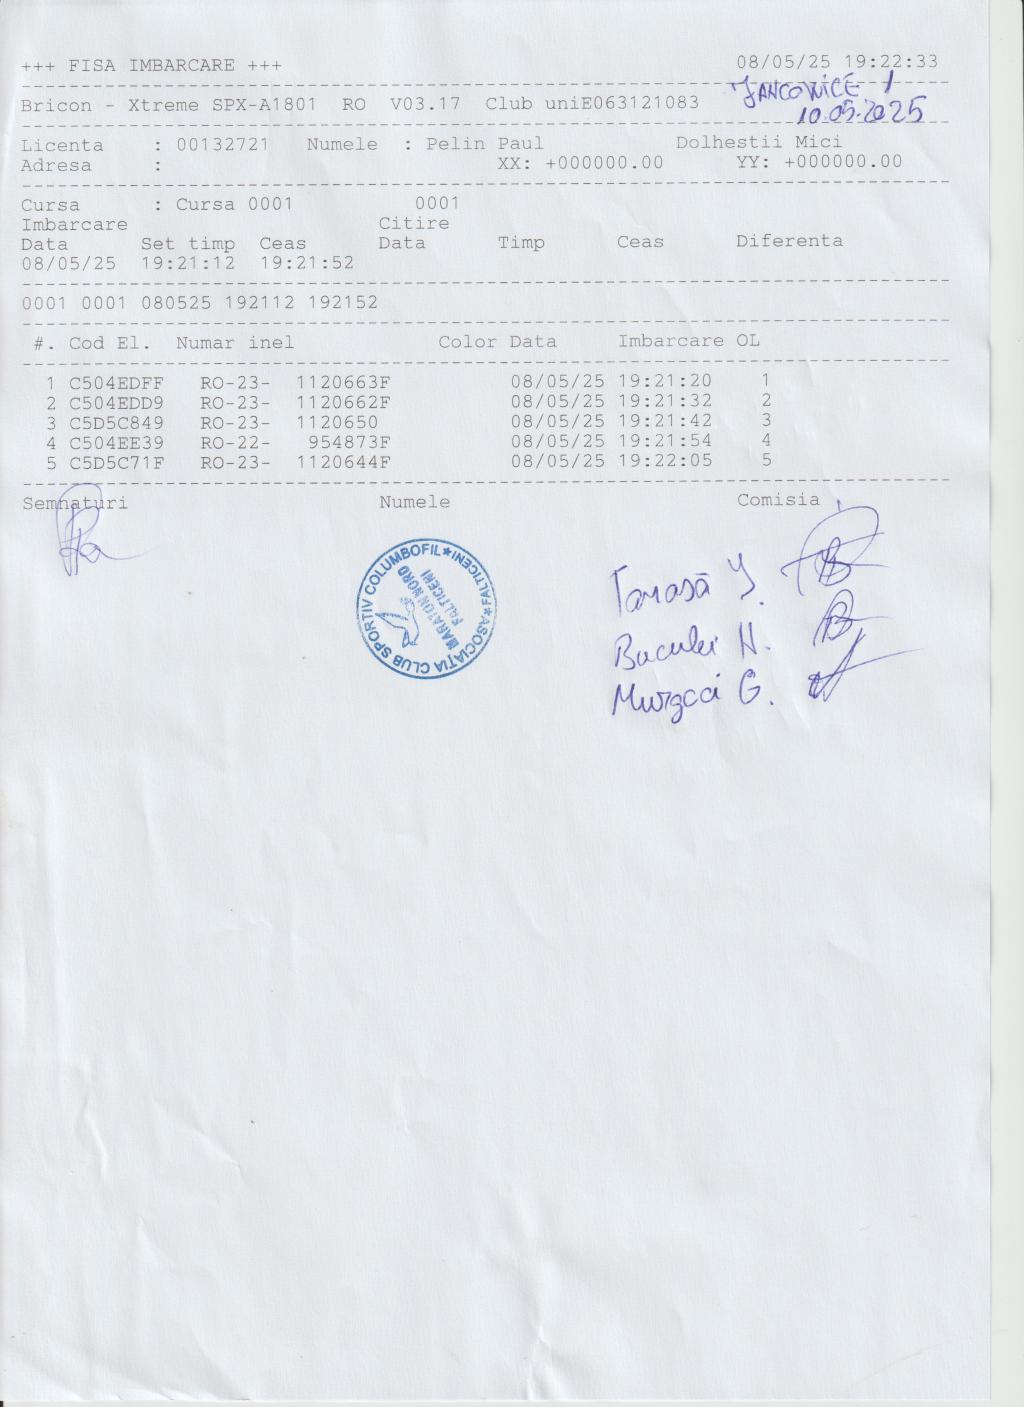 +++ FISA IMBARCARE +++ 08/05/25 19:22:33
JANCOWICE 1
Bricon - Xtreme SPX-A1801 RO V03.17 Club uniE063121083
10.05.2025
Licenta : 00132721 Numele : Pelin Paul Dolhestii Mici
Adresa : XX: +000000.00 YY: +000000.00
Cursa : Cursa 0001 0001
Imbarcare Citire
Data Set timp Ceas Data Timp Ceas Diferenta
08/05/25 19:21:12 19:21:52
0001 0001 080525 192112 192152
#. Cod El. Numar inel Color Data Imbarcare OL
1 C504EDFF RO-23- 1120663F 08/05/25 19:21:20 1
2 C504EDD9 RO-23- 1120662F 08/05/25 19:21:32 2
3 C5D5C849 RO-23- 1120650 08/05/25 19:21:42 3
4 C504EE39 RO-22- 954873F 08/05/25 19:21:54 4
5 C5D5C71F RO-23- 1120644F 08/05/25 19:22:05 5
Semnaturi Numele Comisia
ASOCIAȚIA CLUB SPORTIV COLUMBOFIL * FALTICENI *
MARATON NORD
FALTICENI
Tanasă I.
Buculei N.
Murgoci G.